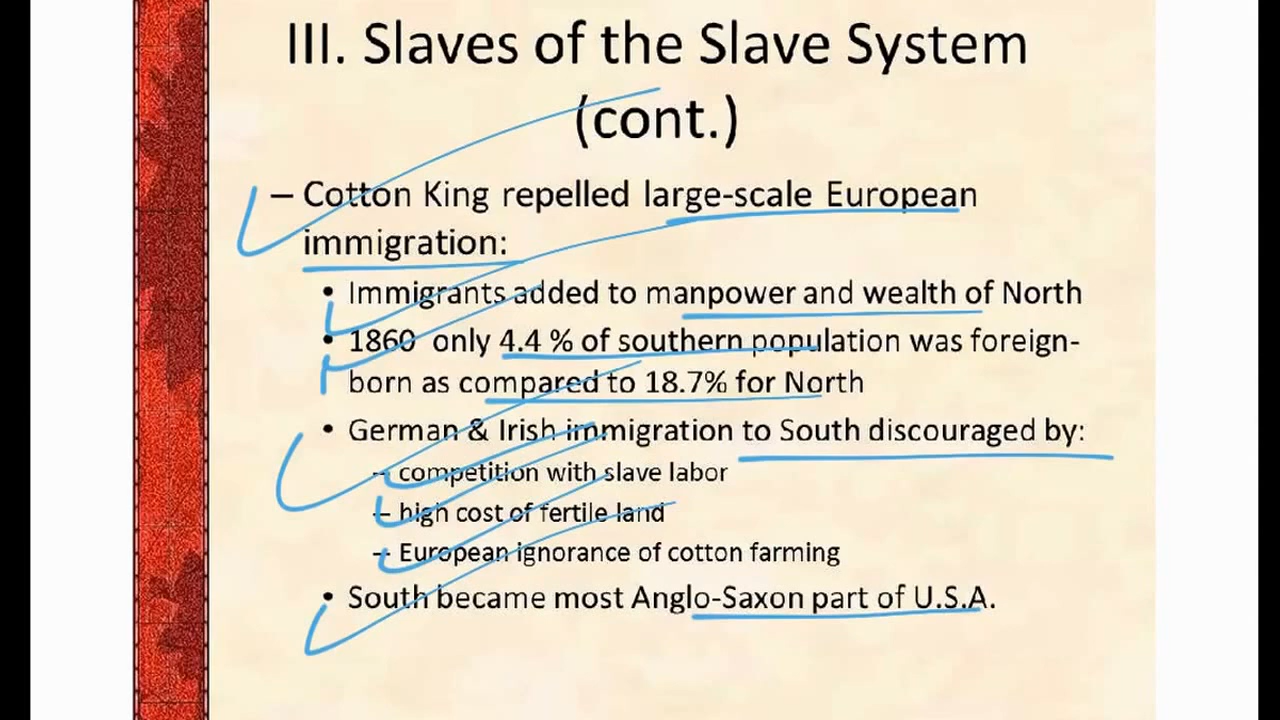 III. Slaves of the Slave System
(cont.)
– Cotton King repelled large-scale European
immigration:
• Immigrants added to manpower and wealth of North
• 1860 only 4.4 % of southern population was foreign-
born as compared to 18.7% for North
• German & Irish immigration to South discouraged by:
– competition with slave labor
– high cost of fertile land
– European ignorance of cotton farming
• South became most Anglo-Saxon part of U.S.A.